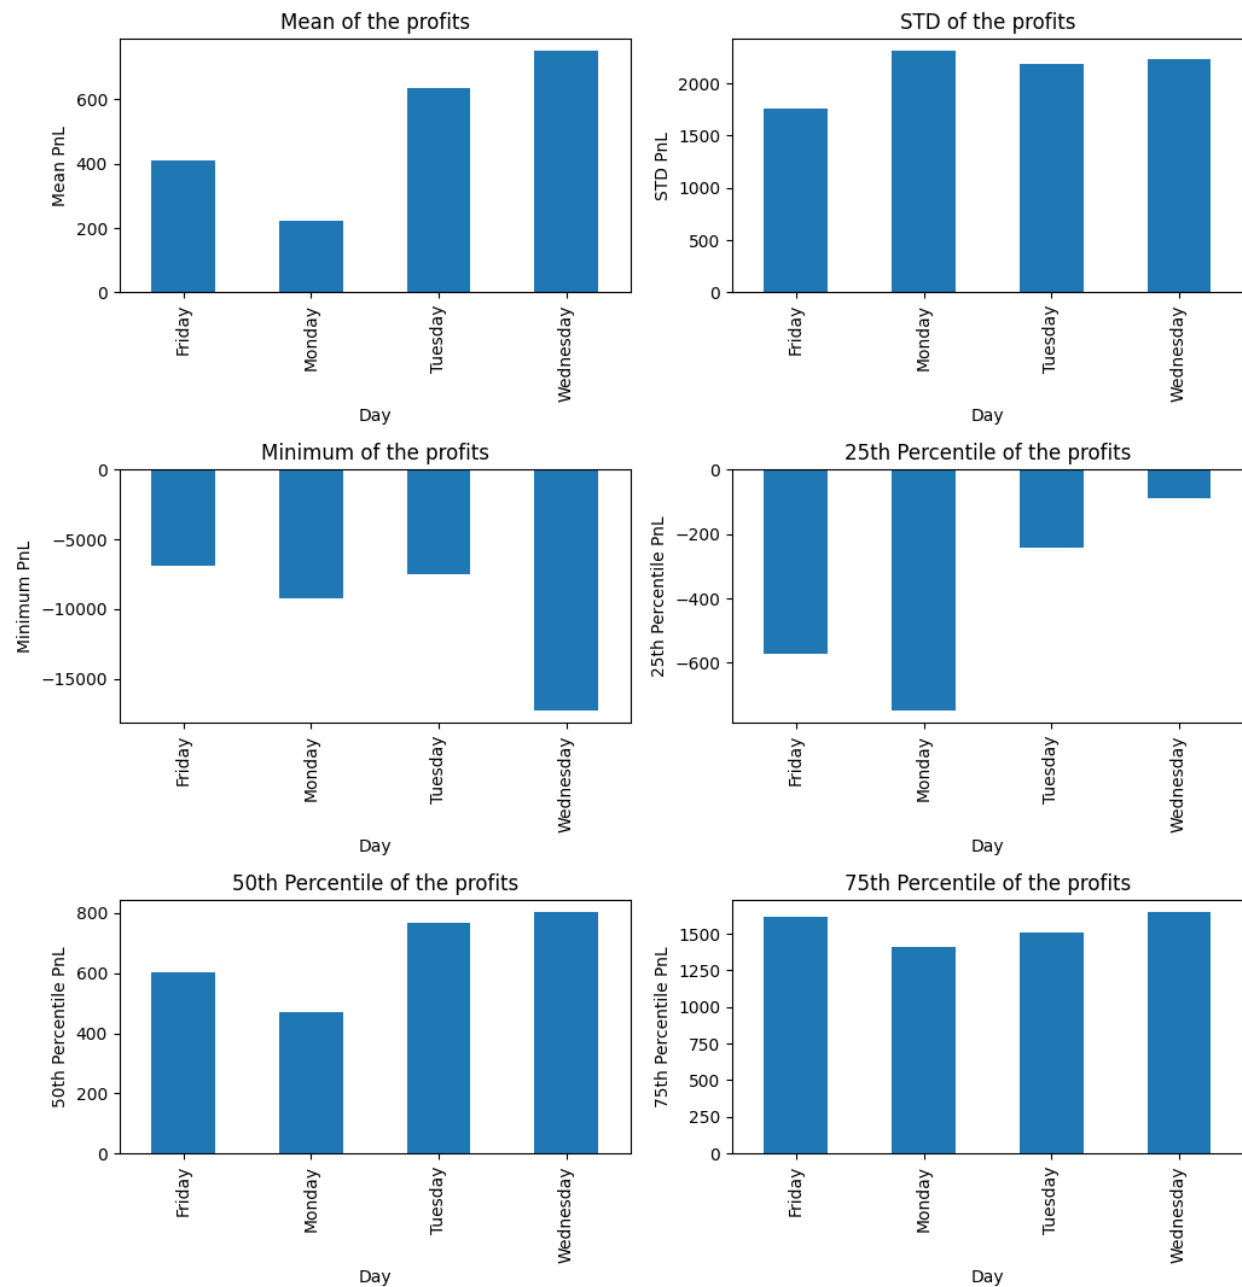 Mean of the profits
Mean PnL
600
400
200
0
Friday
Monday
Tuesday
Wednesday
Day
STD of the profits
STD PnL
2000
1500
1000
500
0
Friday
Monday
Tuesday
Wednesday
Day
Minimum of the profits
Minimum PnL
0
−5000
−10000
−15000
Friday
Monday
Tuesday
Wednesday
Day
25th Percentile of the profits
25th Percentile PnL
0
−200
−400
−600
Friday
Monday
Tuesday
Wednesday
Day
50th Percentile of the profits
50th Percentile PnL
800
600
400
200
0
Friday
Monday
Tuesday
Wednesday
Day
75th Percentile of the profits
75th Percentile PnL
1500
1250
1000
750
500
250
0
Friday
Monday
Tuesday
Wednesday
Day